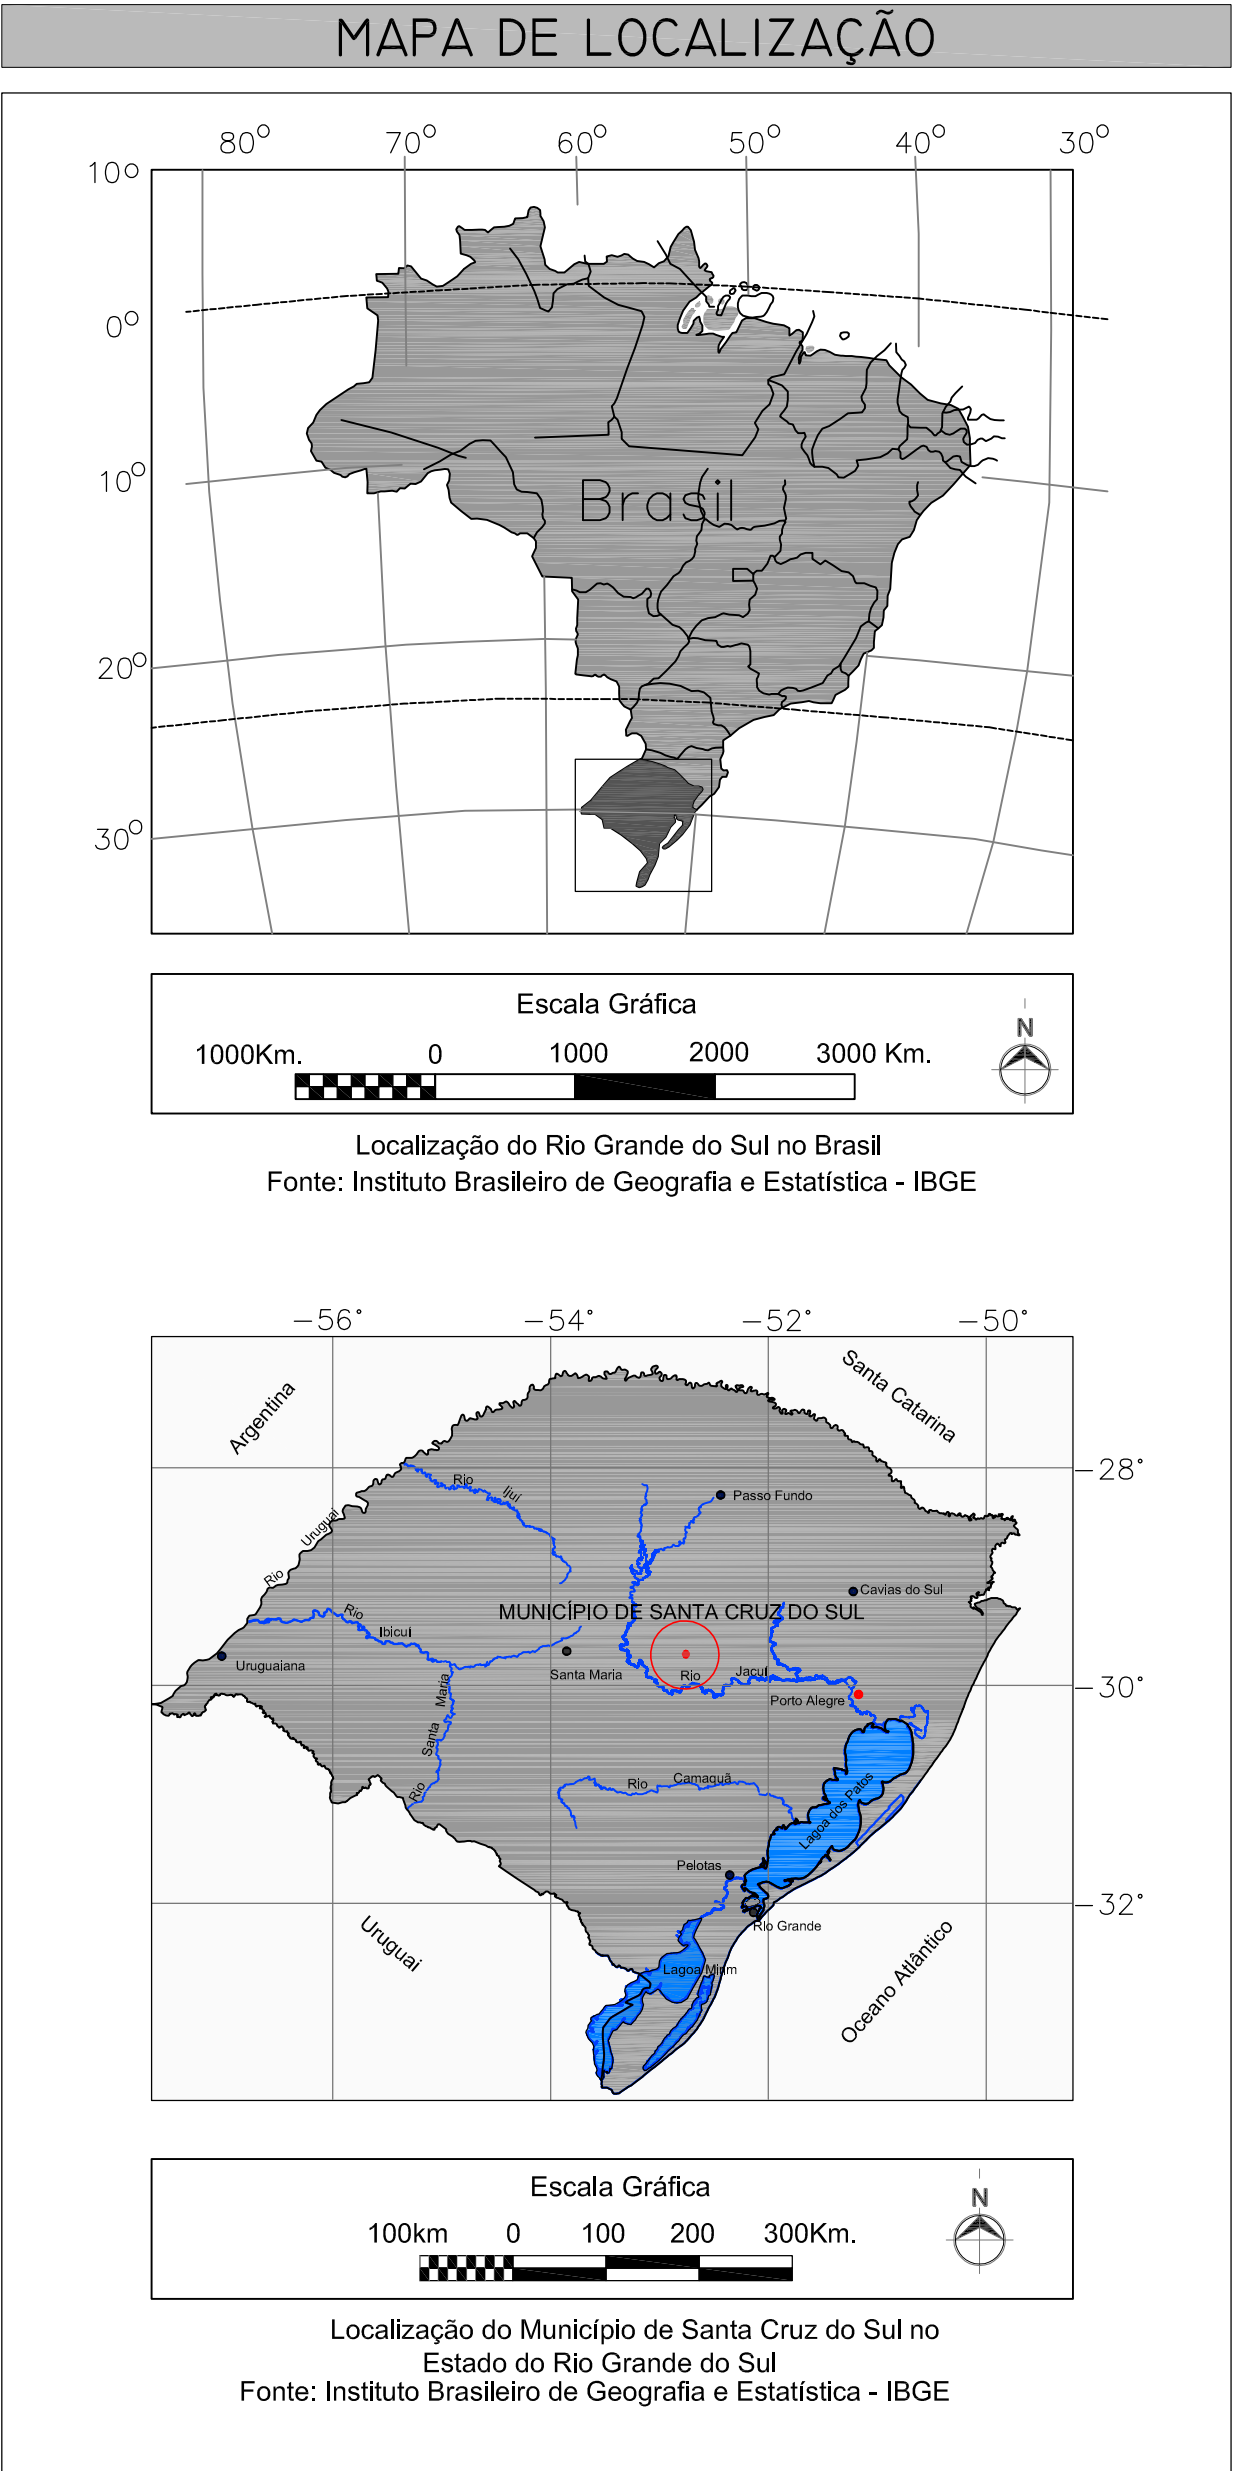 MAPA DE LOCALIZAÇÃO
80° 70° 60° 50° 40° 30°
10°
0°
10°
Brasil
20°
30°
Escala Gráfica
1000Km. 0 1000 2000 3000 Km.
N
Localização do Rio Grande do Sul no Brasil
Fonte: Instituto Brasileiro de Geografia e Estatística - IBGE
-56° -54° -52° -50°
Argentina
Santa Catarina
-28°
Rio Ijuí
Passo Fundo
Rio Uruguai
Cavias do Sul
MUNICÍPIO DE SANTA CRUZ DO SUL
Rio Ibicui
Uruguaiana
Santa Maria
Rio Jacuí
-30°
Porto Alegre
Rio Santa Maria
Rio Camaquã
Lagoa dos Patos
Pelotas
-32°
Rio Grande
Uruguai
Lagoa Mirim
Oceano Atlântico
Escala Gráfica
100km 0 100 200 300Km.
N
Localização do Município de Santa Cruz do Sul no
Estado do Rio Grande do Sul
Fonte: Instituto Brasileiro de Geografia e Estatística - IBGE